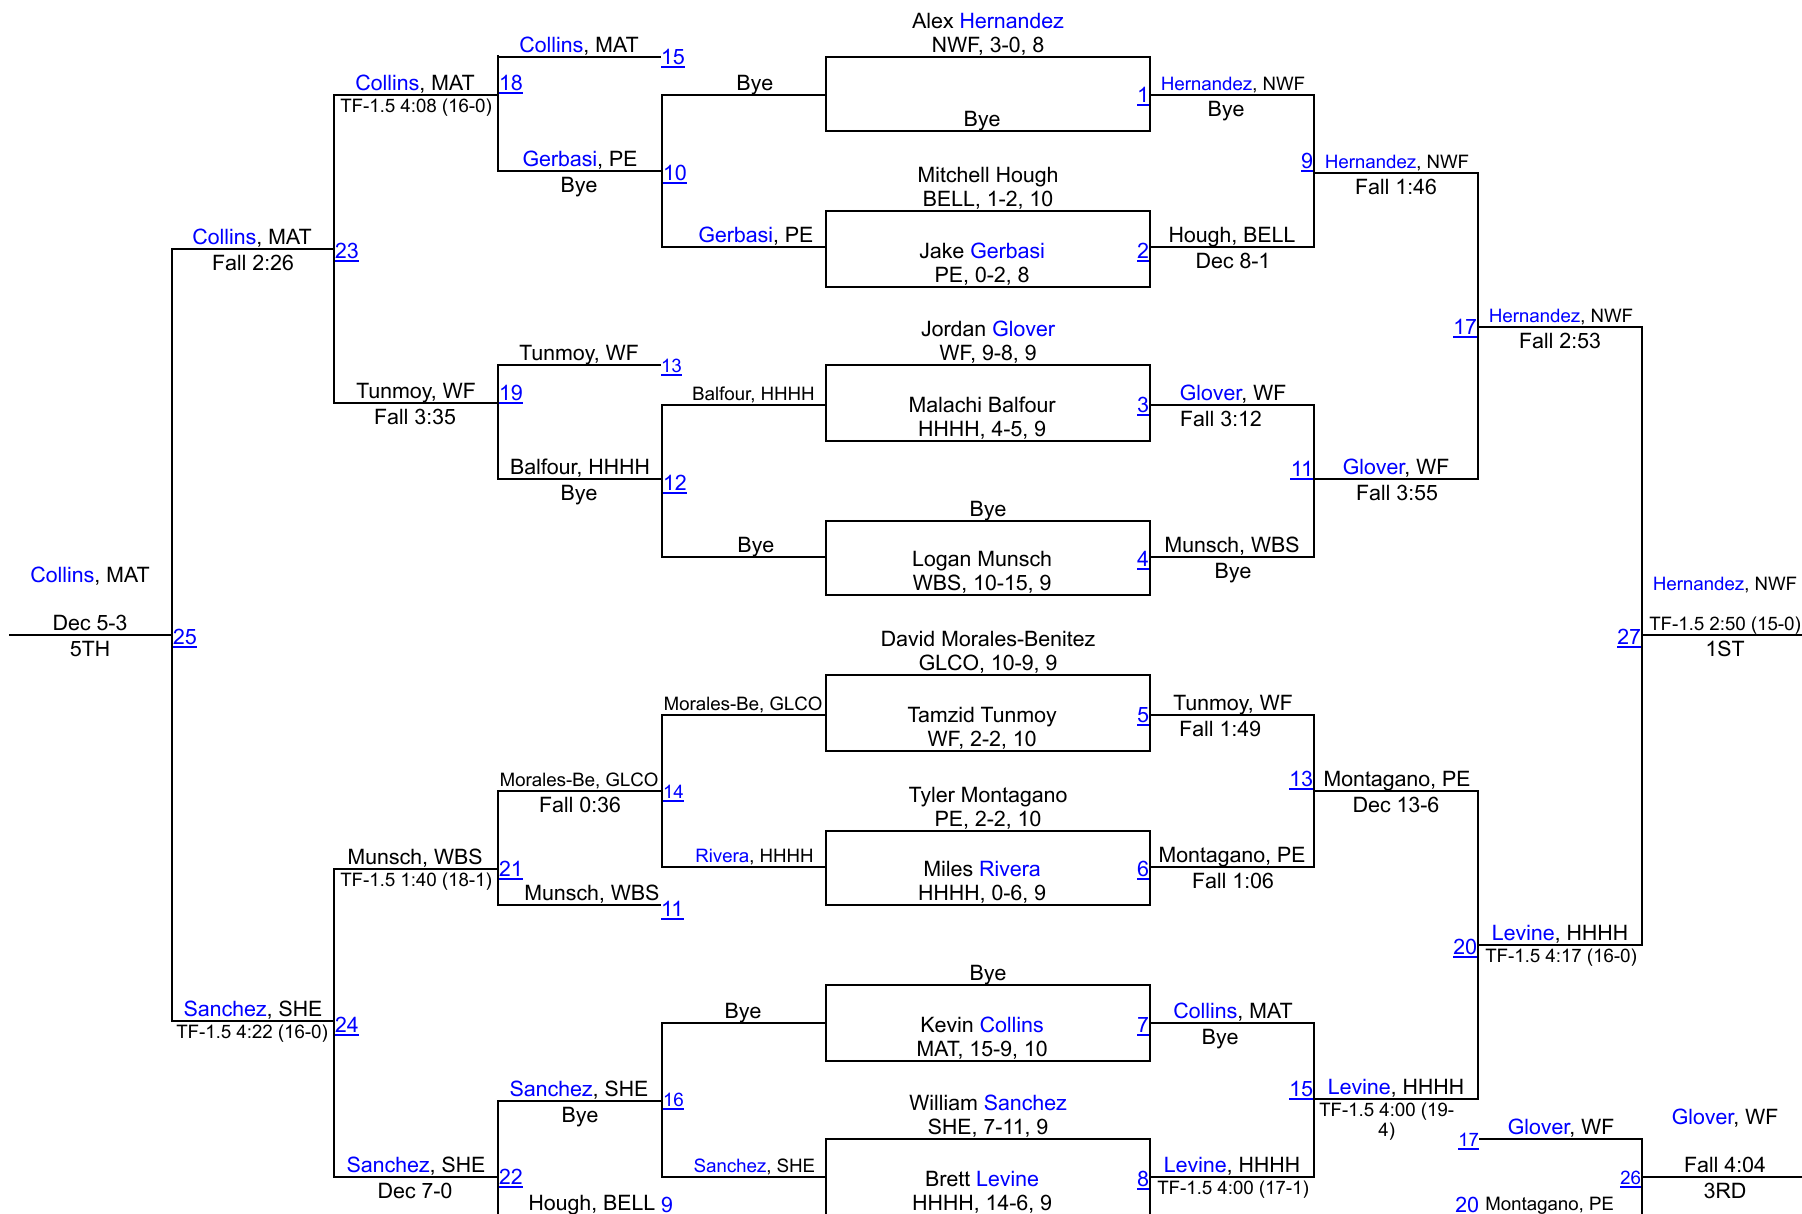 Alex Hernandez
NWF, 3-0, 8
Collins, MAT
15
Collins, MAT
TF-1.5 4:08 (16-0)
18
Bye
1
Hernandez, NWF
Bye
Bye
Gerbasi, PE
Bye
10
Mitchell Hough
BELL, 1-2, 10
9
Hernandez, NWF
Fall 1:46
Collins, MAT
Fall 2:26
23
Gerbasi, PE
Jake Gerbasi
PE, 0-2, 8
2
Hough, BELL
Dec 8-1
Jordan Glover
WF, 9-8, 9
17
Hernandez, NWF
Fall 2:53
Tunmoy, WF
13
Tunmoy, WF
Fall 3:35
19
Balfour, HHHH
Malachi Balfour
HHHH, 4-5, 9
3
Glover, WF
Fall 3:12
Balfour, HHHH
Bye
12
11
Glover, WF
Fall 3:55
Bye
Bye
Logan Munsch
WBS, 10-15, 9
4
Munsch, WBS
Bye
Collins, MAT
Dec 5-3
5TH
25
David Morales-Benitez
GLCO, 10-9, 9
27
Hernandez, NWF
TF-1.5 2:50 (15-0)
1ST
Morales-Be, GLCO
Tamzid Tunmoy
WF, 2-2, 10
5
Tunmoy, WF
Fall 1:49
Morales-Be, GLCO
Fall 0:36
14
Tyler Montagano
PE, 2-2, 10
13
Montagano, PE
Dec 13-6
Munsch, WBS
TF-1.5 1:40 (18-1)
21
Rivera, HHHH
Miles Rivera
HHHH, 0-6, 9
6
Montagano, PE
Fall 1:06
Munsch, WBS
11
20
Levine, HHHH
TF-1.5 4:17 (16-0)
Bye
Sanchez, SHE
TF-1.5 4:22 (16-0)
24
Bye
Kevin Collins
MAT, 15-9, 10
7
Collins, MAT
Bye
Sanchez, SHE
Bye
16
William Sanchez
SHE, 7-11, 9
15
Levine, HHHH
TF-1.5 4:00 (19-
4)
17
Glover, WF
Glover, WF
Sanchez, SHE
Dec 7-0
22
Sanchez, SHE
Brett Levine
HHHH, 14-6, 9
8
Levine, HHHH
TF-1.5 4:00 (17-1)
26
Fall 4:04
3RD
Hough, BELL
9
20
Montagano, PE